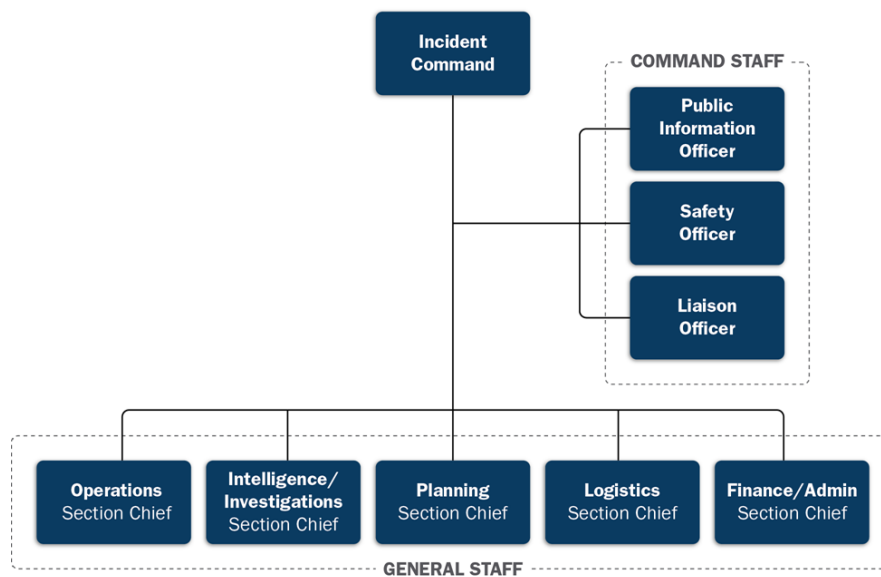 Incident
Command
COMMAND STAFF
Public
Information
Officer
Safety
Officer
Liaison
Officer
Operations
Section Chief
Intelligence/
Investigations
Section Chief
Planning
Section Chief
Logistics
Section Chief
Finance/Admin
Section Chief
GENERAL STAFF